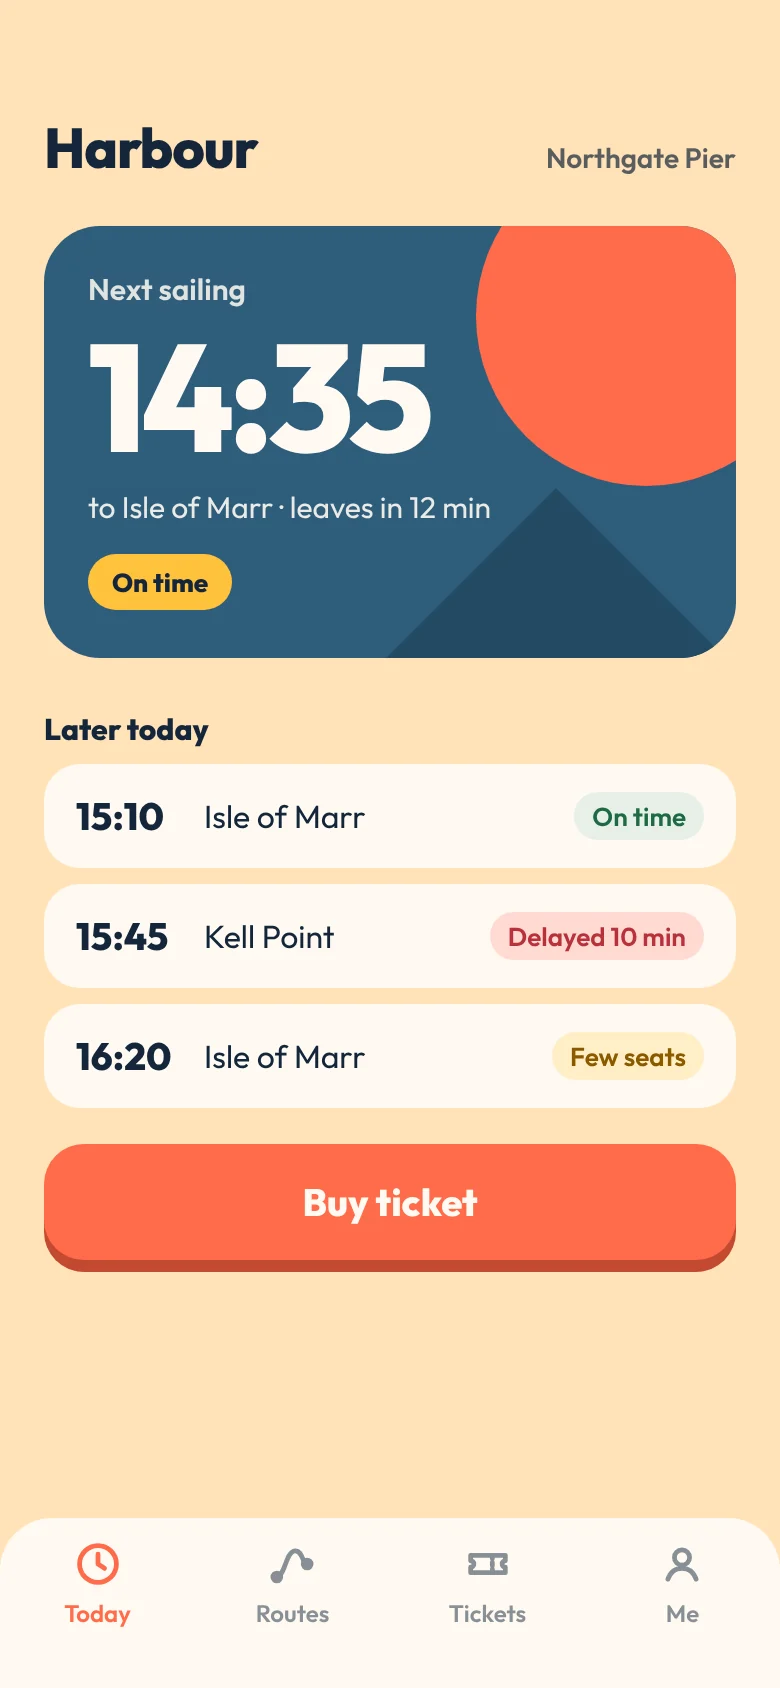 Harbour
Northgate Pier
Next sailing
14:35
to Isle of Marr · leaves in 12 min
On time
Later today
15:10 Isle of Marr On time
15:45 Kell Point Delayed 10 min
16:20 Isle of Marr Few seats
Buy ticket
Today Routes Tickets Me